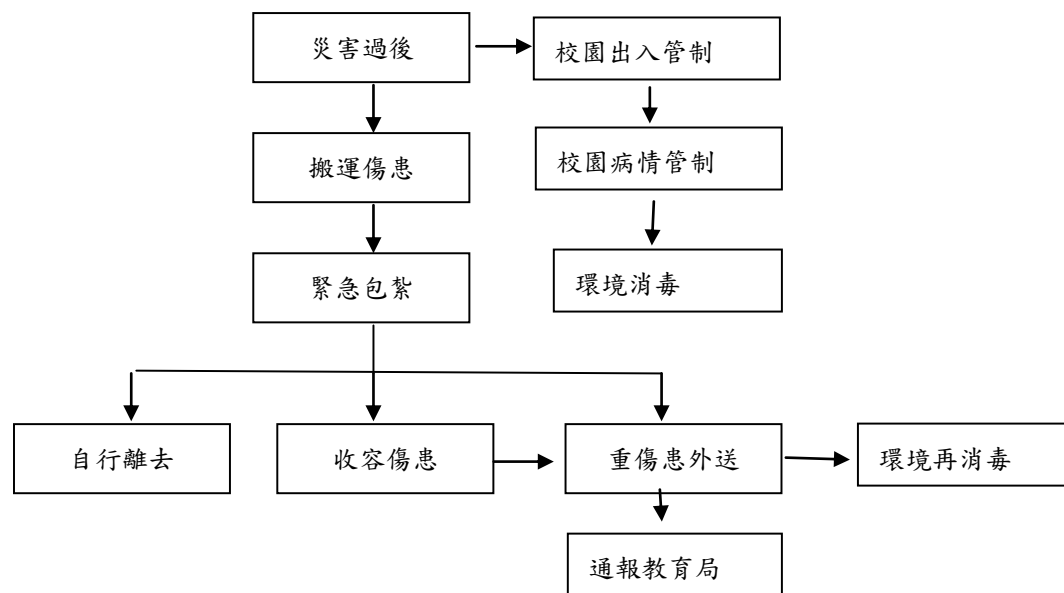 災害過後
校園出入管制
搬運傷患
校園病情管制
緊急包紮
環境消毒
自行離去
收容傷患
重傷患外送
環境再消毒
通報教育局